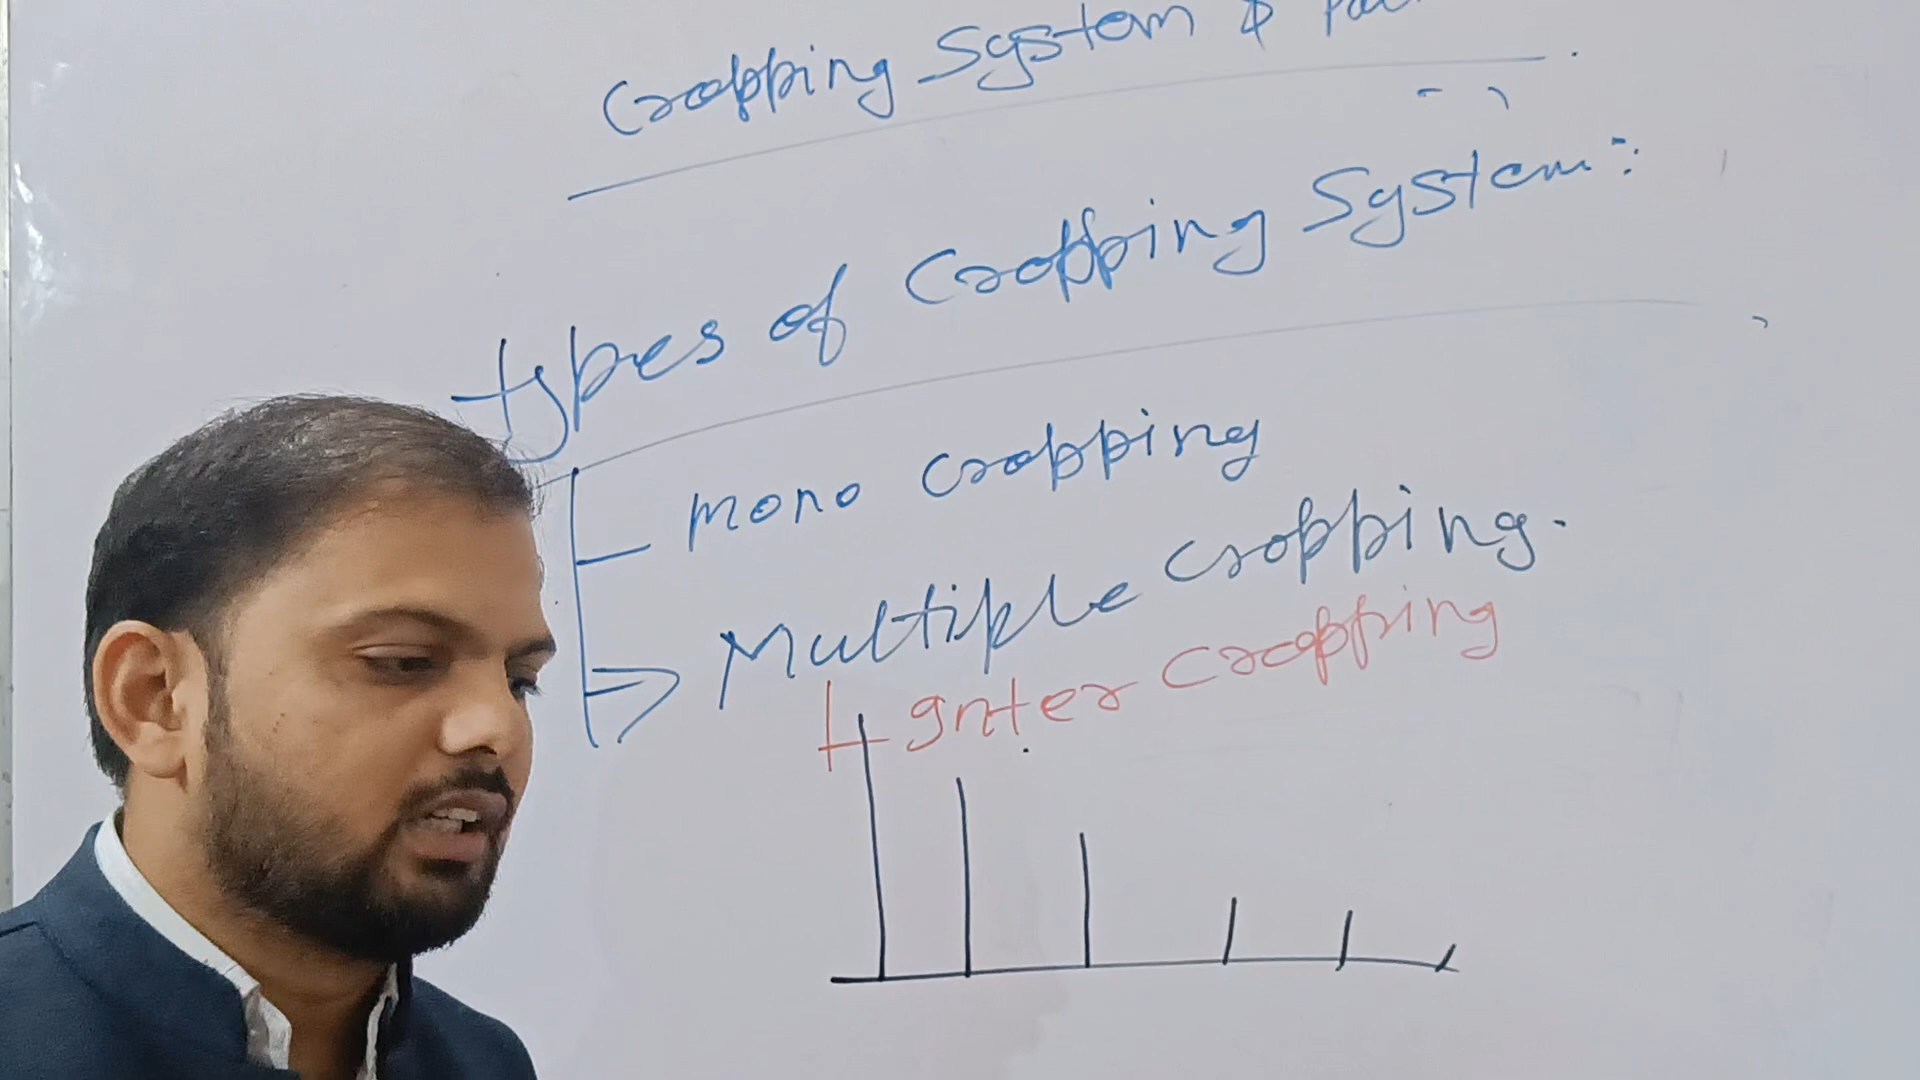 Cropping System &
Types of Cropping System :-
Mono Cropping
Multiple Cropping.
Inter Cropping